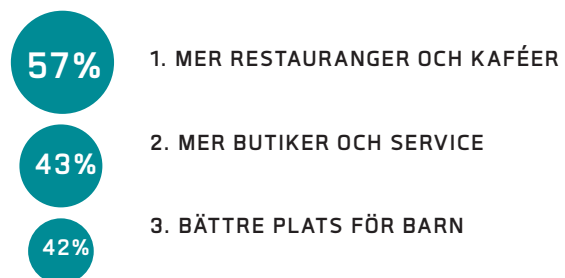 57% 1. MER RESTAURANGER OCH KAFÉER
43% 2. MER BUTIKER OCH SERVICE
42% 3. BÄTTRE PLATS FÖR BARN